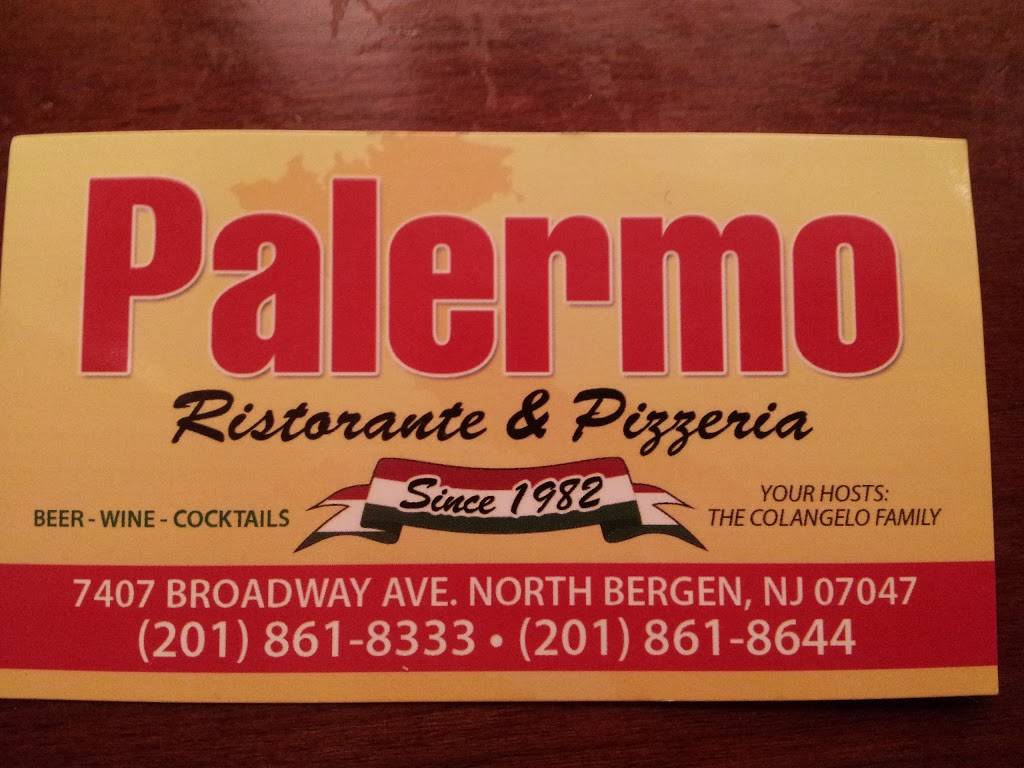 Palermo
Ristorante & Pizzeria
Since 1982
BEER - WINE - COCKTAILS
YOUR HOSTS:
THE COLANGELO FAMILY
7407 BROADWAY AVE. NORTH BERGEN, NJ 07047
(201) 861-8333 • (201) 861-8644